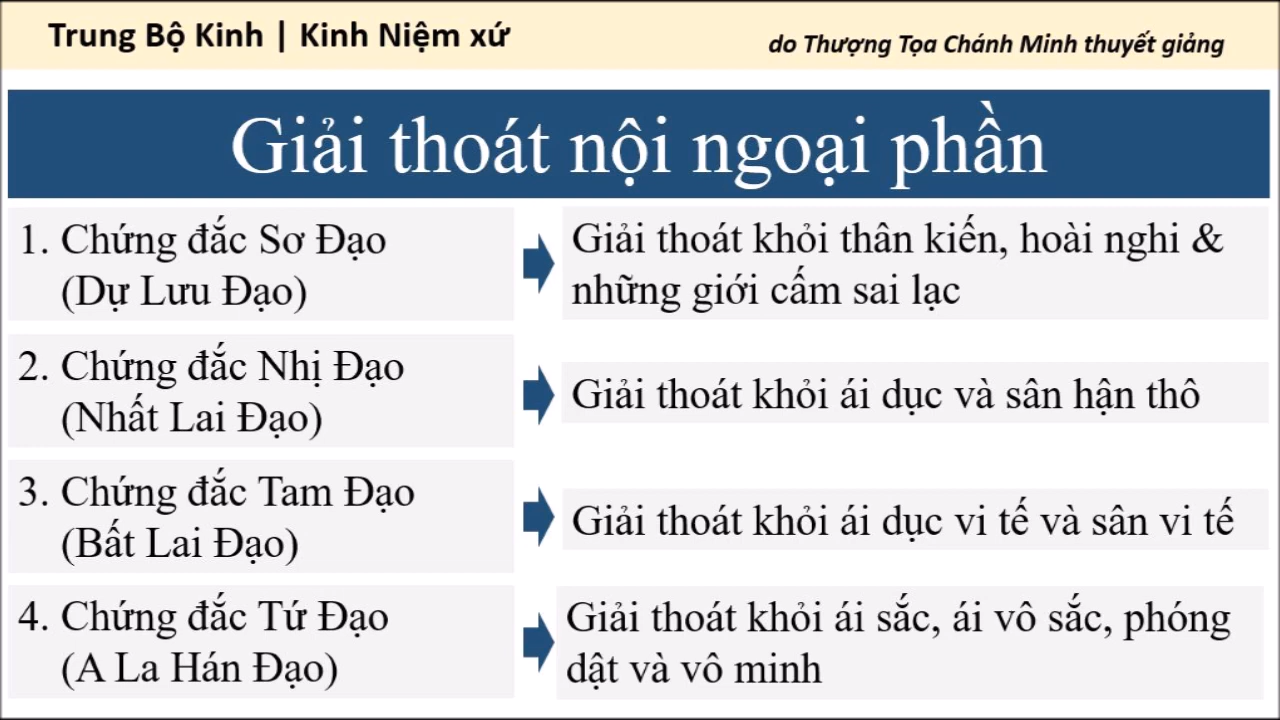 Trung Bộ Kinh | Kinh Niệm xứ
do Thượng Tọa Chánh Minh thuyết giảng
Giải thoát nội ngoại phần
1. Chứng đắc Sơ Đạo
(Dự Lưu Đạo)
Giải thoát khỏi thân kiến, hoài nghi &
những giới cấm sai lạc
2. Chứng đắc Nhị Đạo
(Nhất Lai Đạo)
Giải thoát khỏi ái dục và sân hận thô
3. Chứng đắc Tam Đạo
(Bất Lai Đạo)
Giải thoát khỏi ái dục vi tế và sân vi tế
4. Chứng đắc Tứ Đạo
(A La Hán Đạo)
Giải thoát khỏi ái sắc, ái vô sắc, phóng
dật và vô minh